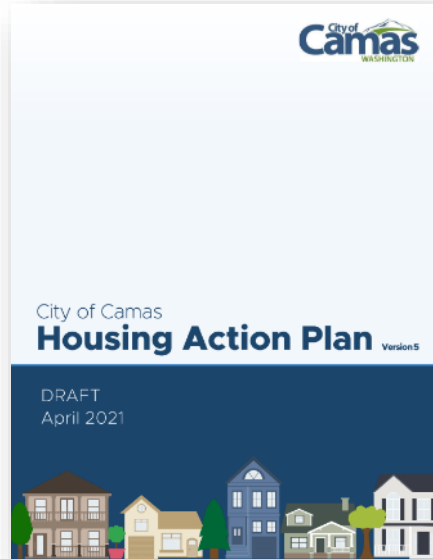 City of
Camas
WASHINGTON
City of Camas
Housing Action Plan Version 5
DRAFT
April 2021